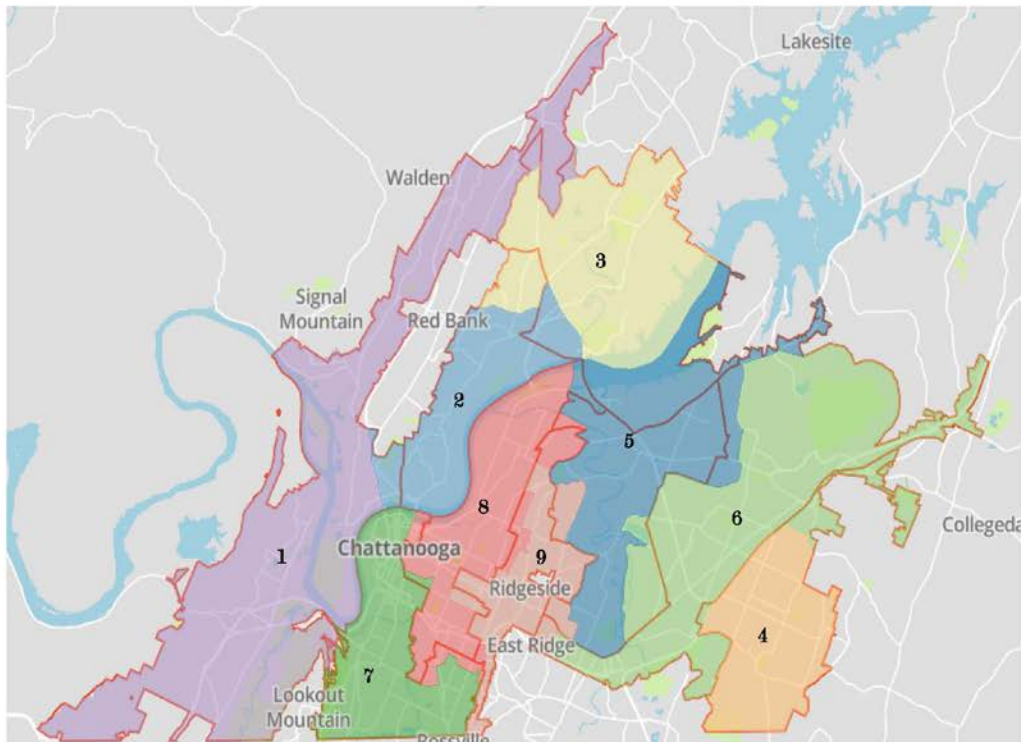 Lakesite
Walden
3
Signal
Mountain
Red Bank
2
5
8
6
Collegeda
Chattanooga
1
9
Ridgeside
4
East Ridge
7
Lookout
Mountain
Rossville